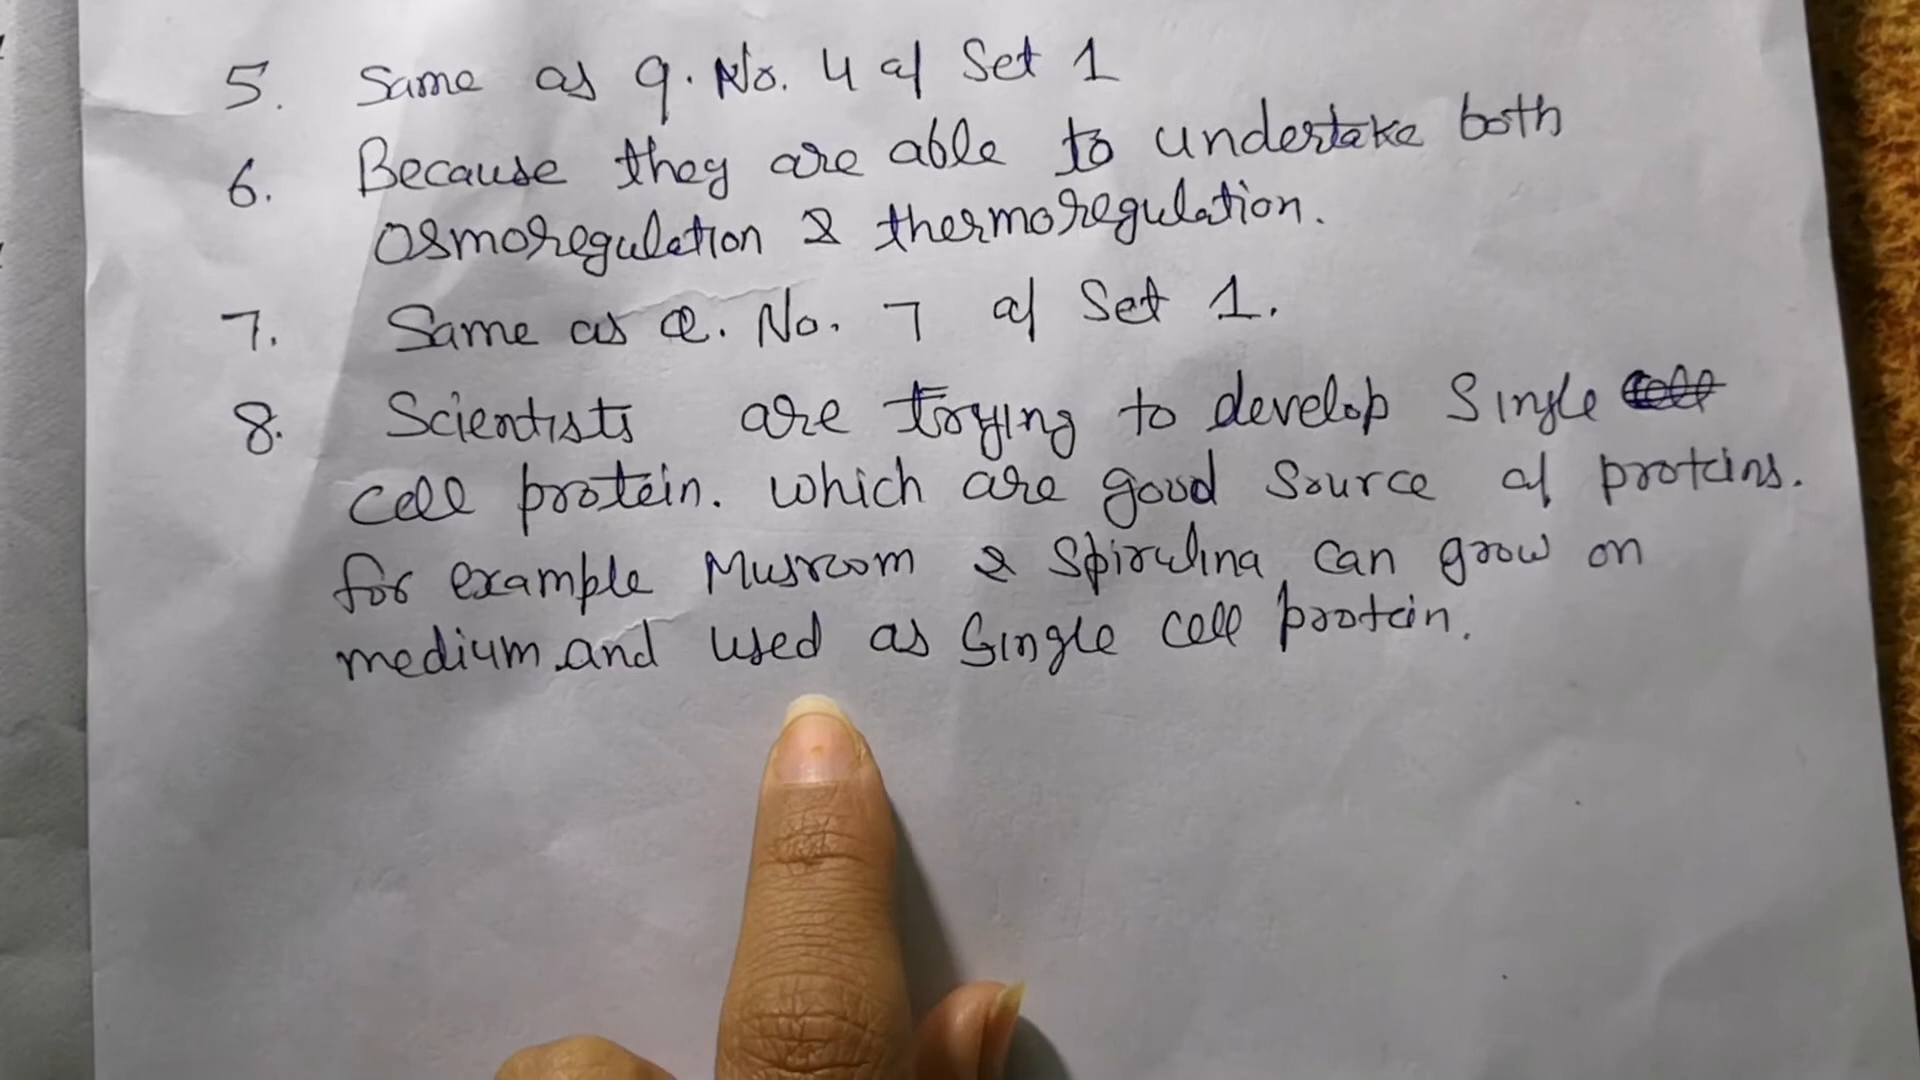 5. Same as q. No. 4 of Set 1
6. Because they are able to undertake both
osmoregulation & thermoregulation.
7. Same as Q. No. 7 of Set 1.
8. Scientists are trying to develop Single
cell protein. which are good Source of proteins.
for example Musroom & Spirulina, can grow on
medium and used as Single cell protein.